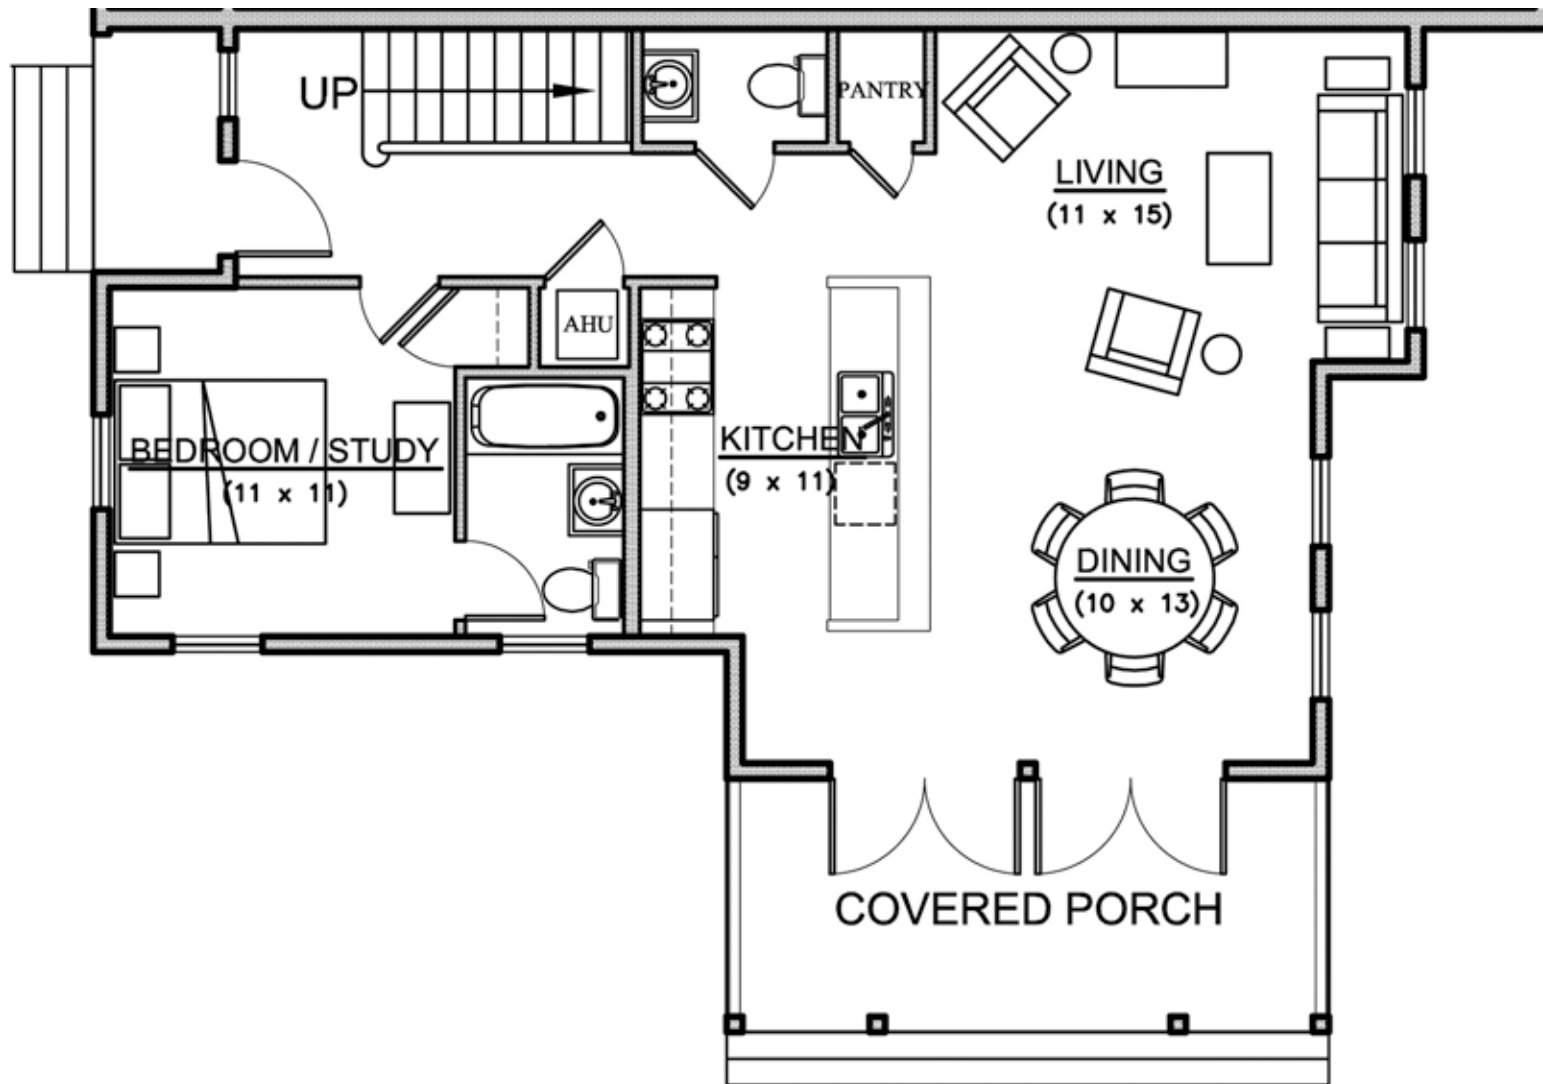 UP
PANTRY
LIVING
(11 x 15)
AHU
BEDROOM / STUDY
(11 x 11)
KITCHEN
(9 x 11)
DINING
(10 x 13)
COVERED PORCH